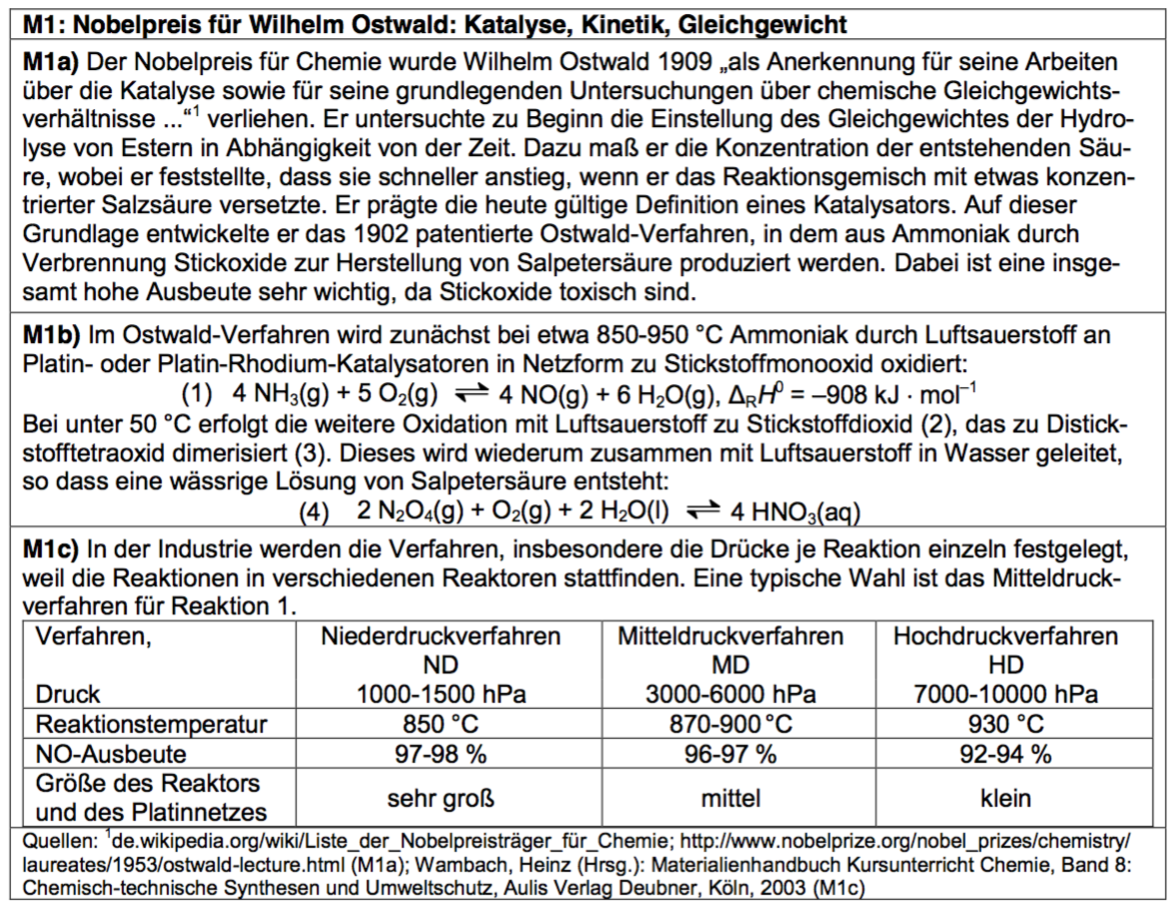 M1: Nobelpreis für Wilhelm Ostwald: Katalyse, Kinetik, Gleichgewicht
M1a) Der Nobelpreis für Chemie wurde Wilhelm Ostwald 1909 „als Anerkennung für seine Arbeiten
über die Katalyse sowie für seine grundlegenden Untersuchungen über chemische Gleichgewichts-
verhältnisse ...“¹ verliehen. Er untersuchte zu Beginn die Einstellung des Gleichgewichtes der Hydro-
lyse von Estern in Abhängigkeit von der Zeit. Dazu maß er die Konzentration der entstehenden Säu-
re, wobei er feststellte, dass sie schneller anstieg, wenn er das Reaktionsgemisch mit etwas konzen-
trierter Salzsäure versetzte. Er prägte die heute gültige Definition eines Katalysators. Auf dieser
Grundlage entwickelte er das 1902 patentierte Ostwald-Verfahren, in dem aus Ammoniak durch
Verbrennung Stickoxide zur Herstellung von Salpetersäure produziert werden. Dabei ist eine insge-
samt hohe Ausbeute sehr wichtig, da Stickoxide toxisch sind.
M1b) Im Ostwald-Verfahren wird zunächst bei etwa 850-950 °C Ammoniak durch Luftsauerstoff an
Platin- oder Platin-Rhodium-Katalysatoren in Netzform zu Stickstoffmonooxid oxidiert:
(1) 4 NH₃(g) + 5 O₂(g) ⇌ 4 NO(g) + 6 H₂O(g), ΔRH⁰ = –908 kJ · mol⁻¹
Bei unter 50 °C erfolgt die weitere Oxidation mit Luftsauerstoff zu Stickstoffdioxid (2), das zu Distick-
stofftetraoxid dimerisiert (3). Dieses wird wiederum zusammen mit Luftsauerstoff in Wasser geleitet,
so dass eine wässrige Lösung von Salpetersäure entsteht:
(4) 2 N₂O₄(g) + O₂(g) + 2 H₂O(l) ⇌ 4 HNO₃(aq)
M1c) In der Industrie werden die Verfahren, insbesondere die Drücke je Reaktion einzeln festgelegt,
weil die Reaktionen in verschiedenen Reaktoren stattfinden. Eine typische Wahl ist das Mitteldruck-
verfahren für Reaktion 1.
Verfahren, Niederdruckverfahren Mitteldruckverfahren Hochdruckverfahren
ND MD HD
Druck 1000-1500 hPa 3000-6000 hPa 7000-10000 hPa
Reaktionstemperatur 850 °C 870-900 °C 930 °C
NO-Ausbeute 97-98 % 96-97 % 92-94 %
Größe des Reaktors
und des Platinnetzes sehr groß mittel klein
Quellen: ¹de.wikipedia.org/wiki/Liste_der_Nobelpreisträger_für_Chemie; http://www.nobelprize.org/nobel_prizes/chemistry/
laureates/1953/ostwald-lecture.html (M1a); Wambach, Heinz (Hrsg.): Materialienhandbuch Kursunterricht Chemie, Band 8:
Chemisch-technische Synthesen und Umweltschutz, Aulis Verlag Deubner, Köln, 2003 (M1c)